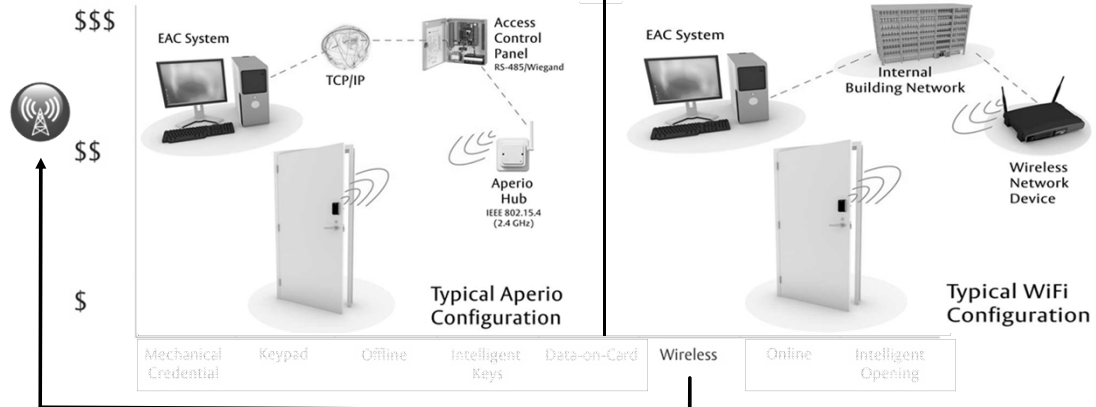 $$$
$$
$
EAC System
TCP/IP
Access
Control
Panel
RS-485/Wiegand
Aperio
Hub
IEEE 802.15.4
(2.4 GHz)
Typical Aperio
Configuration
EAC System
Internal
Building Network
Wireless
Network
Device
Typical WiFi
Configuration
Mechanical
Credential
Keypad
Offline
Intelligent
Keys
Data-on-Card
Wireless
Online
Intelligent
Opening